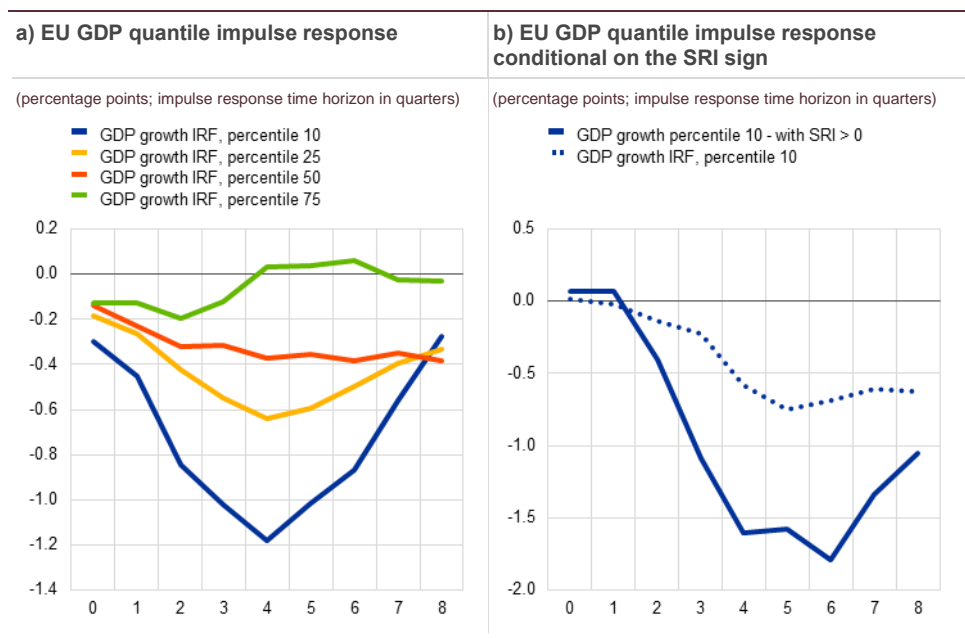 a) EU GDP quantile impulse response
(percentage points; impulse response time horizon in quarters)
GDP growth IRF, percentile 10
GDP growth IRF, percentile 25
GDP growth IRF, percentile 50
GDP growth IRF, percentile 75
0.2
0.0
-0.2
-0.4
-0.6
-0.8
-1.0
-1.2
-1.4
0 1 2 3 4 5 6 7 8
b) EU GDP quantile impulse response
conditional on the SRI sign
(percentage points; impulse response time horizon in quarters)
GDP growth percentile 10 - with SRI > 0
GDP growth IRF, percentile 10
0.5
0.0
-0.5
-1.0
-1.5
-2.0
0 1 2 3 4 5 6 7 8